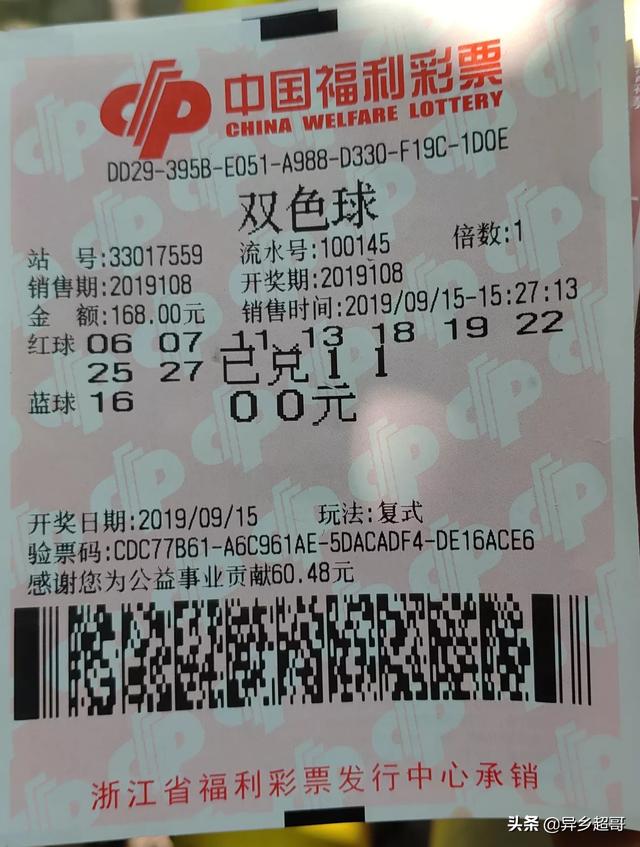 中国福利彩票
CHINA WELFARE LOTTERY
DD29-395B-E051-A988-D330-F19C-1D0E
双色球
站 号:33017559 流水号:100145 倍数:1
销售期:2019108 开奖期:2019108
金 额:168.00元 销售时间:2019/09/15-15:27:13
红球 06 07 11 13 18 19 22
25 27 已兑11
蓝球 16 00元
开奖日期:2019/09/15 玩法:复式
验票码:CDC77B61-A6C961AE-5DACADF4-DE16ACE6
感谢您为公益事业贡献60.48元
浙江省福利彩票发行中心承销
头条 @异乡超哥